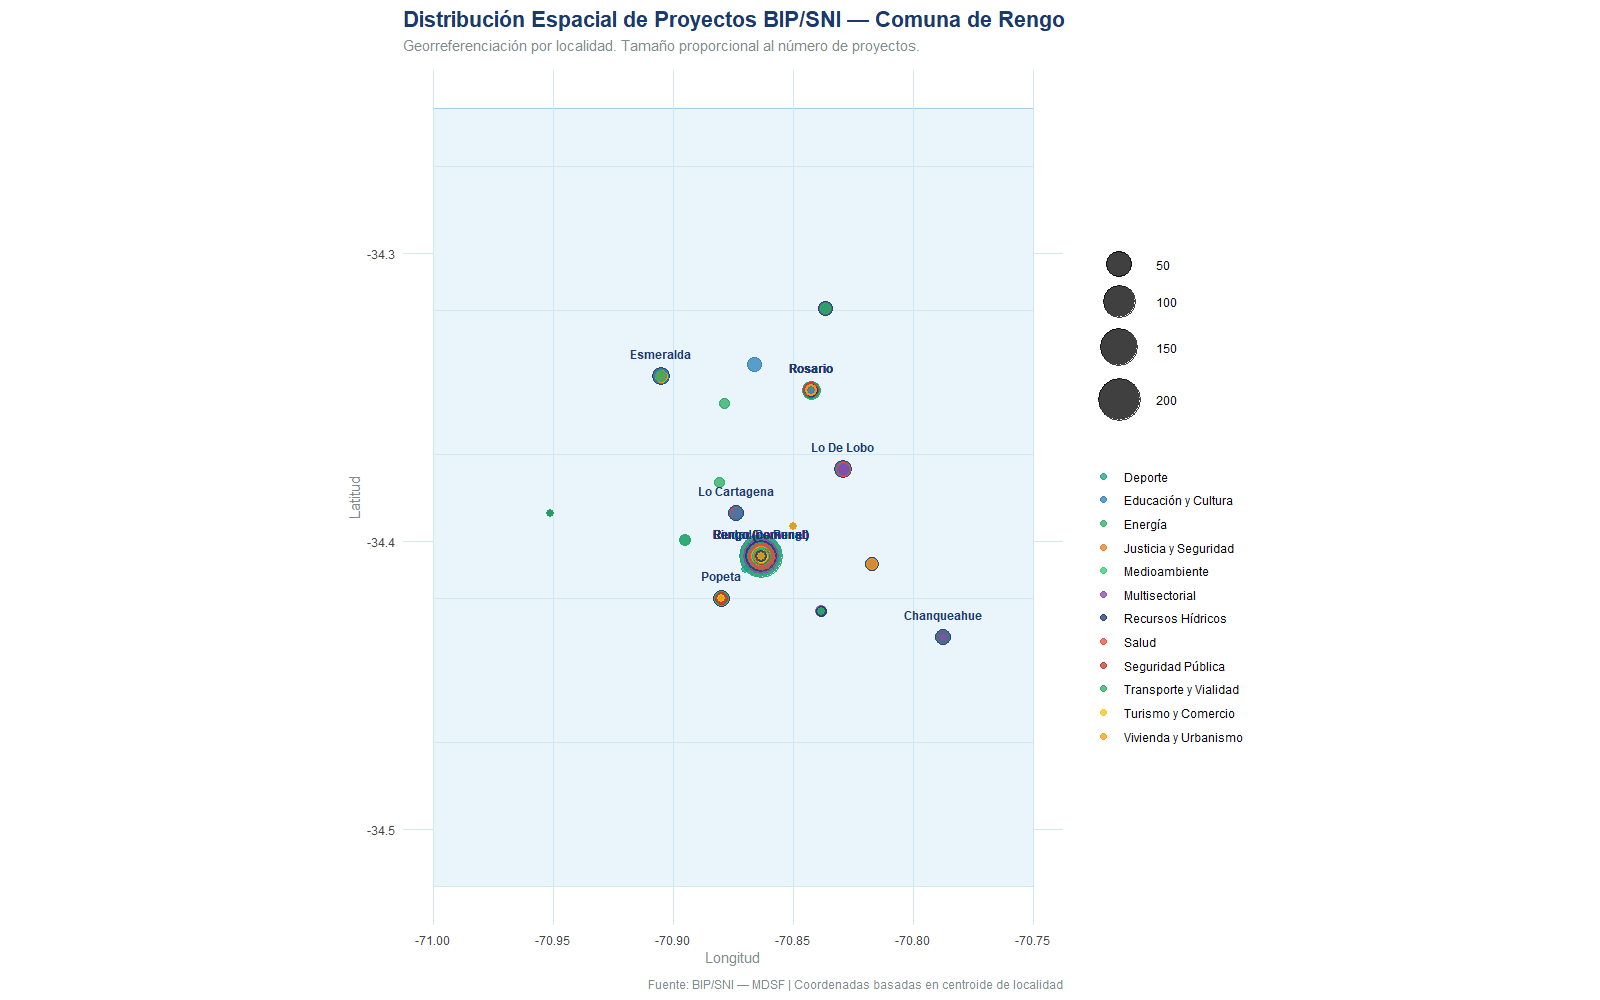 Distribución Espacial de Proyectos BIP/SNI — Comuna de Rengo
Georreferenciación por localidad. Tamaño proporcional al número de proyectos.
-34.3
-34.4
-34.5
Latitud
Esmeralda
Rosario
Lo De Lobo
Lo Cartagena
Popeta
Chanqueahue
-71.00
-70.95
-70.90
-70.85
-70.80
-70.75
Longitud
50
100
150
200
Deporte
Educación y Cultura
Energía
Justicia y Seguridad
Medioambiente
Multisectorial
Recursos Hídricos
Salud
Seguridad Pública
Transporte y Vialidad
Turismo y Comercio
Vivienda y Urbanismo
Fuente: BIP/SNI — MDSF | Coordenadas basadas en centroide de localidad